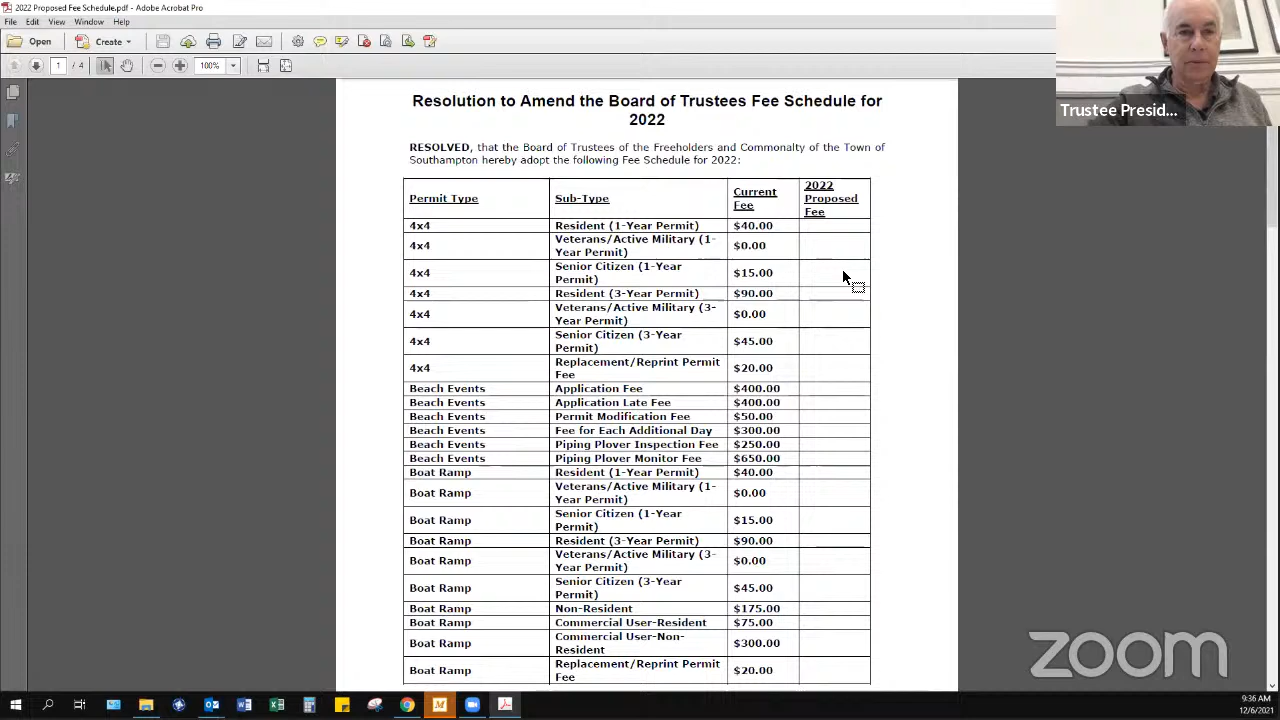 2022 Proposed Fee Schedule.pdf - Adobe Acrobat Pro
File Edit View Window Help
Open Create
1 / 4 100%
Trustee Presid...
Resolution to Amend the Board of Trustees Fee Schedule for
2022
RESOLVED, that the Board of Trustees of the Freeholders and Commonalty of the Town of
Southampton hereby adopt the following Fee Schedule for 2022:
Permit Type Sub-Type Current Fee 2022 Proposed Fee
4x4 Resident (1-Year Permit) $40.00
4x4 Veterans/Active Military (1-Year Permit) $0.00
4x4 Senior Citizen (1-Year Permit) $15.00
4x4 Resident (3-Year Permit) $90.00
4x4 Veterans/Active Military (3-Year Permit) $0.00
4x4 Senior Citizen (3-Year Permit) $45.00
4x4 Replacement/Reprint Permit Fee $20.00
Beach Events Application Fee $400.00
Beach Events Application Late Fee $400.00
Beach Events Permit Modification Fee $50.00
Beach Events Fee for Each Additional Day $300.00
Beach Events Piping Plover Inspection Fee $250.00
Beach Events Piping Plover Monitor Fee $650.00
Boat Ramp Resident (1-Year Permit) $40.00
Boat Ramp Veterans/Active Military (1-Year Permit) $0.00
Boat Ramp Senior Citizen (1-Year Permit) $15.00
Boat Ramp Resident (3-Year Permit) $90.00
Boat Ramp Veterans/Active Military (3-Year Permit) $0.00
Boat Ramp Senior Citizen (3-Year Permit) $45.00
Boat Ramp Non-Resident $175.00
Boat Ramp Commercial User-Resident $75.00
Boat Ramp Commercial User-Non-Resident $300.00
Boat Ramp Replacement/Reprint Permit Fee $20.00
zoom
9:36 AM
12/6/2021